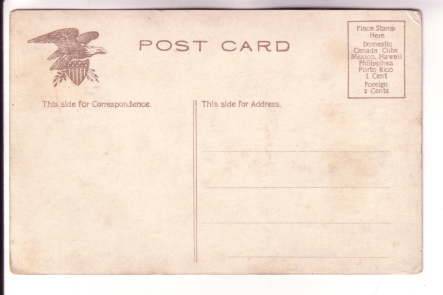 POST CARD
Place Stamp
Here
Domestic
Canada Cuba
Mexico, Hawaii
Philippines
Porto Rico
1 Cent
Foreign
2 Cents
This side for Correspondence.
This side for Address.